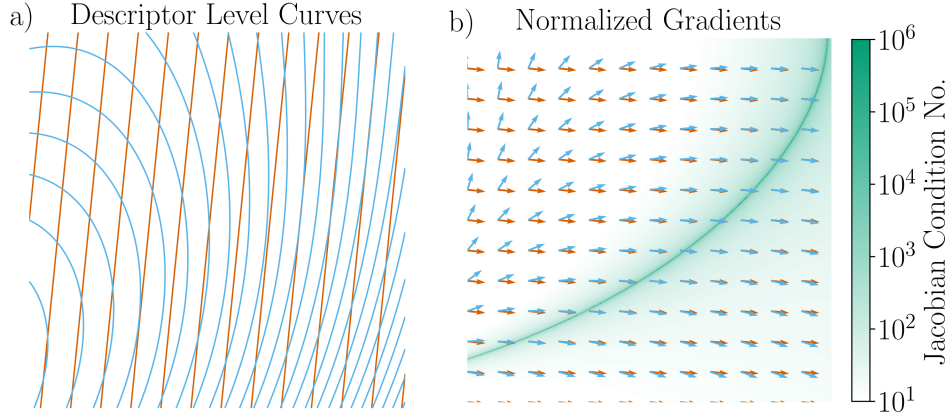 a) Descriptor Level Curves
b) Normalized Gradients
10^6
10^5
10^4
10^3
10^2
10^1
Jacobian Condition No.